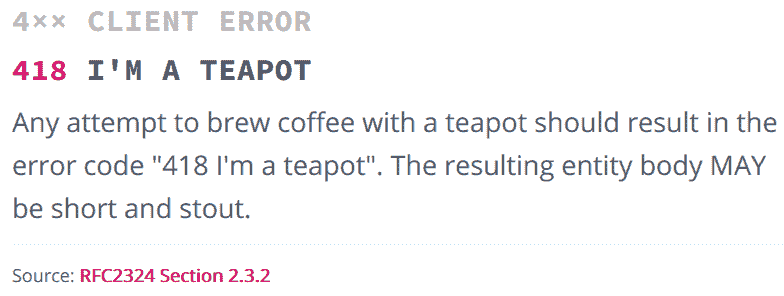 4×× CLIENT ERROR
418 I'M A TEAPOT
Any attempt to brew coffee with a teapot should result in the
error code "418 I'm a teapot". The resulting entity body MAY
be short and stout.
Source: RFC2324 Section 2.3.2